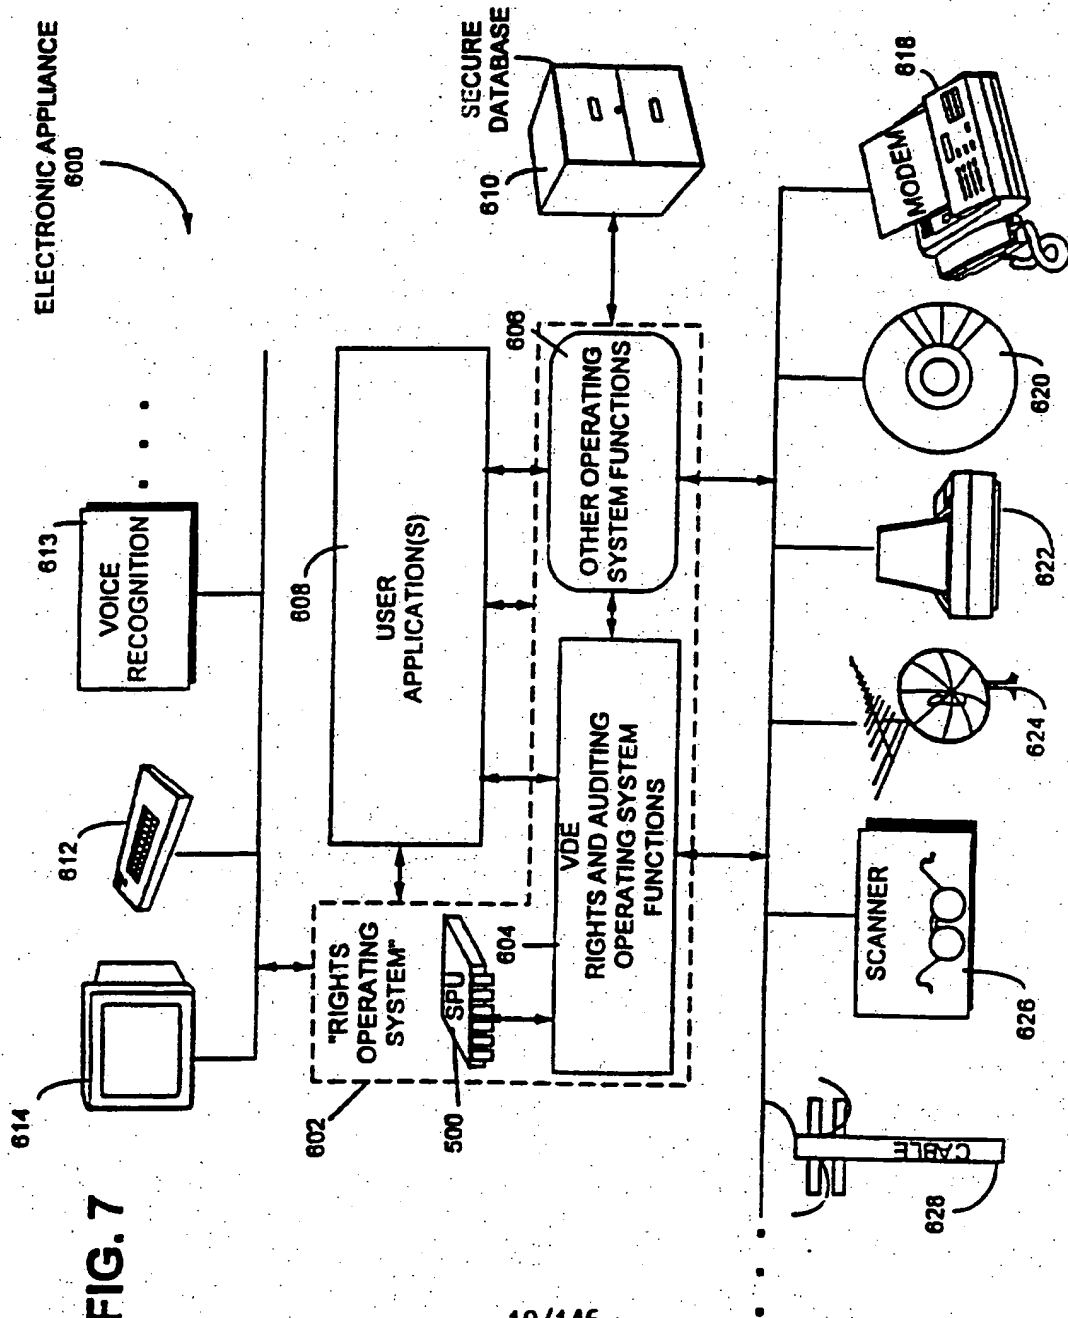 FIG. 7
ELECTRONIC APPLIANCE
600
614
612
613
VOICE
RECOGNITION
602
"RIGHTS
OPERATING
SYSTEM"
608
USER
APPLICATION(S)
500
SPU
604
VDE
RIGHTS AND AUDITING
OPERATING SYSTEM
FUNCTIONS
606
OTHER OPERATING
SYSTEM FUNCTIONS
610
SECURE
DATABASE
628
CABLE
SCANNER
626
624
622
620
MODEM
618